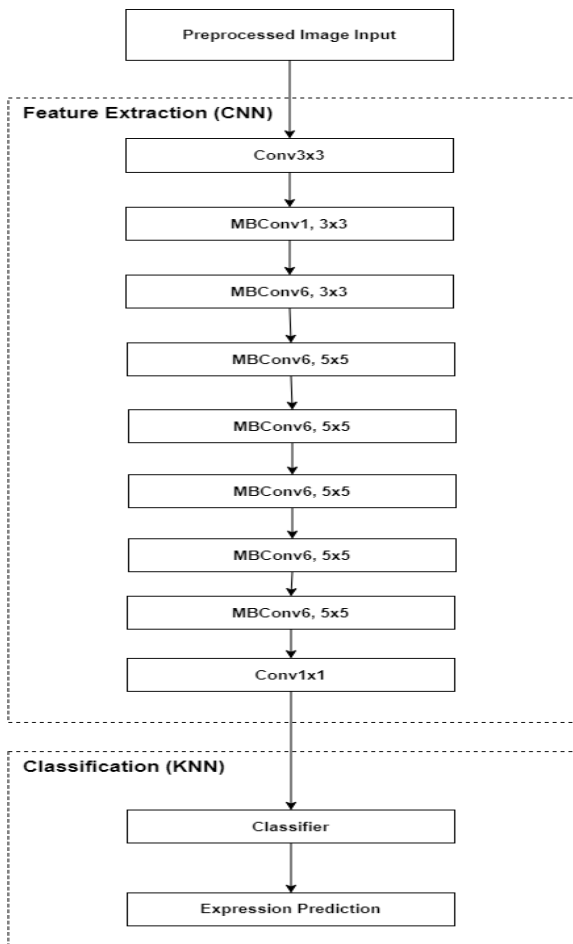 Preprocessed Image Input
Feature Extraction (CNN)
Conv3x3
MBConv1, 3x3
MBConv6, 3x3
MBConv6, 5x5
MBConv6, 5x5
MBConv6, 5x5
MBConv6, 5x5
MBConv6, 5x5
Conv1x1
Classification (KNN)
Classifier
Expression Prediction